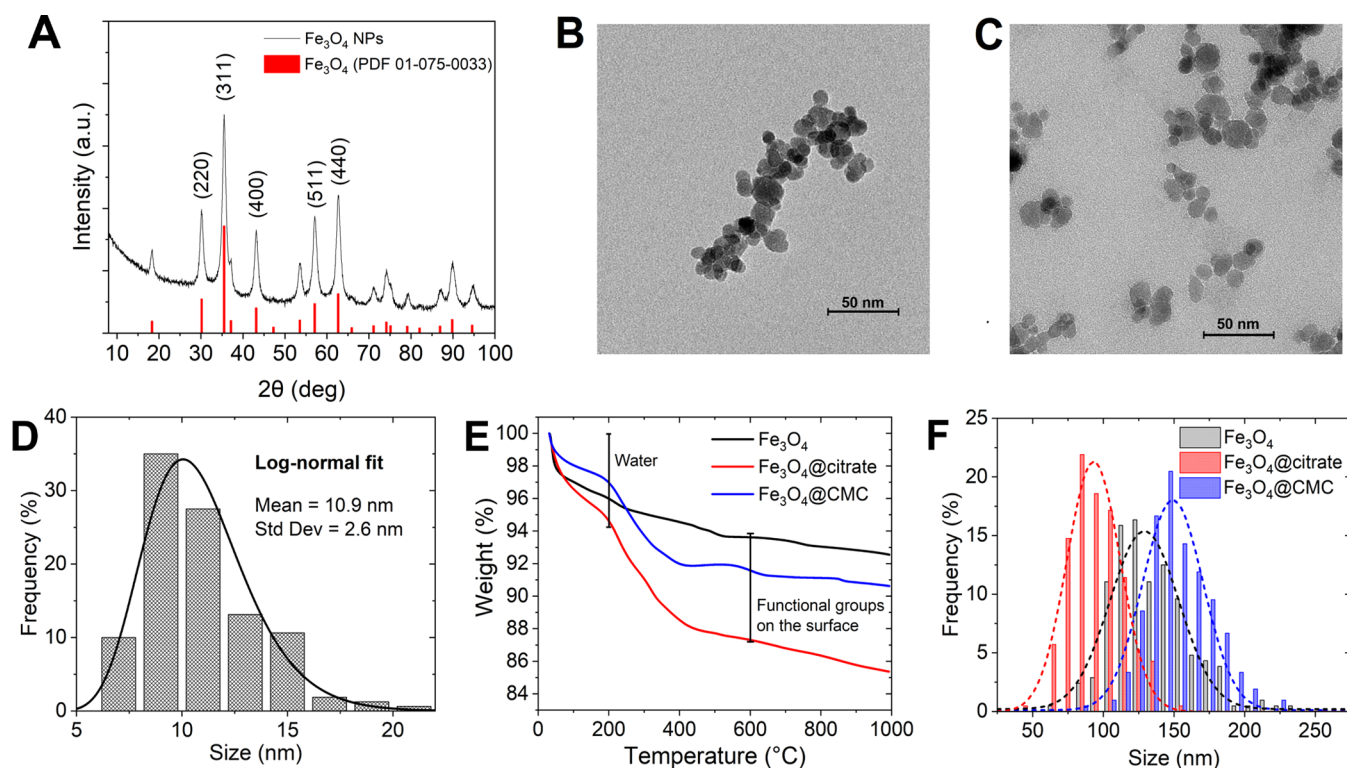 A
Fe₃O₄ NPs
Fe₃O₄ (PDF 01-075-0033)
(220)
(311)
(400)
(511)
(440)
Intensity (a.u.)
10 20 30 40 50 60 70 80 90 100
2θ (deg)
B
50 nm
C
50 nm
D
Log-normal fit
Mean = 10.9 nm
Std Dev = 2.6 nm
Frequency (%)
40
30
20
10
0
5 10 15 20
Size (nm)
E
Fe₃O₄
Fe₃O₄@citrate
Fe₃O₄@CMC
Water
Functional groups
on the surface
Weight (%)
100
98
96
94
92
90
88
86
84
0 200 400 600 800 1000
Temperature (°C)
F
Fe₃O₄
Fe₃O₄@citrate
Fe₃O₄@CMC
Frequency (%)
25
20
15
10
5
0
50 100 150 200 250
Size (nm)